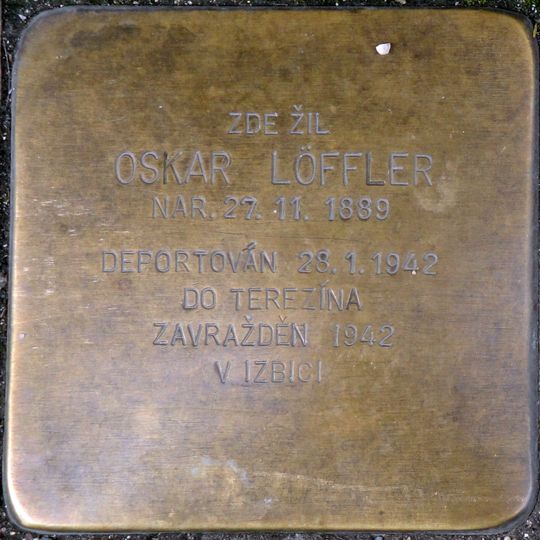 ZDE ŽIL
OSKAR LÖFFLER
NAR. 27. 11. 1889
DEPORTOVÁN 28. 1. 1942
DO TEREZÍNA
ZAVRAŽDĚN 1942
V IZBICI